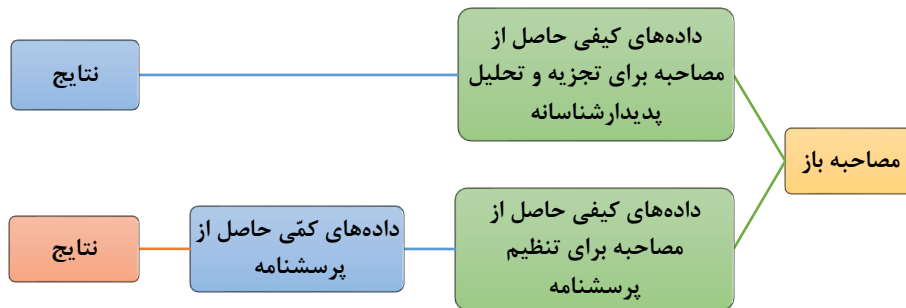 مصاحبه باز
داده‌های کیفی حاصل از
مصاحبه برای تجزیه و تحلیل
پدیدارشناسانه
نتایج
داده‌های کیفی حاصل از
مصاحبه برای تنظیم
پرسشنامه
داده‌های کمّی حاصل از
پرسشنامه
نتایج